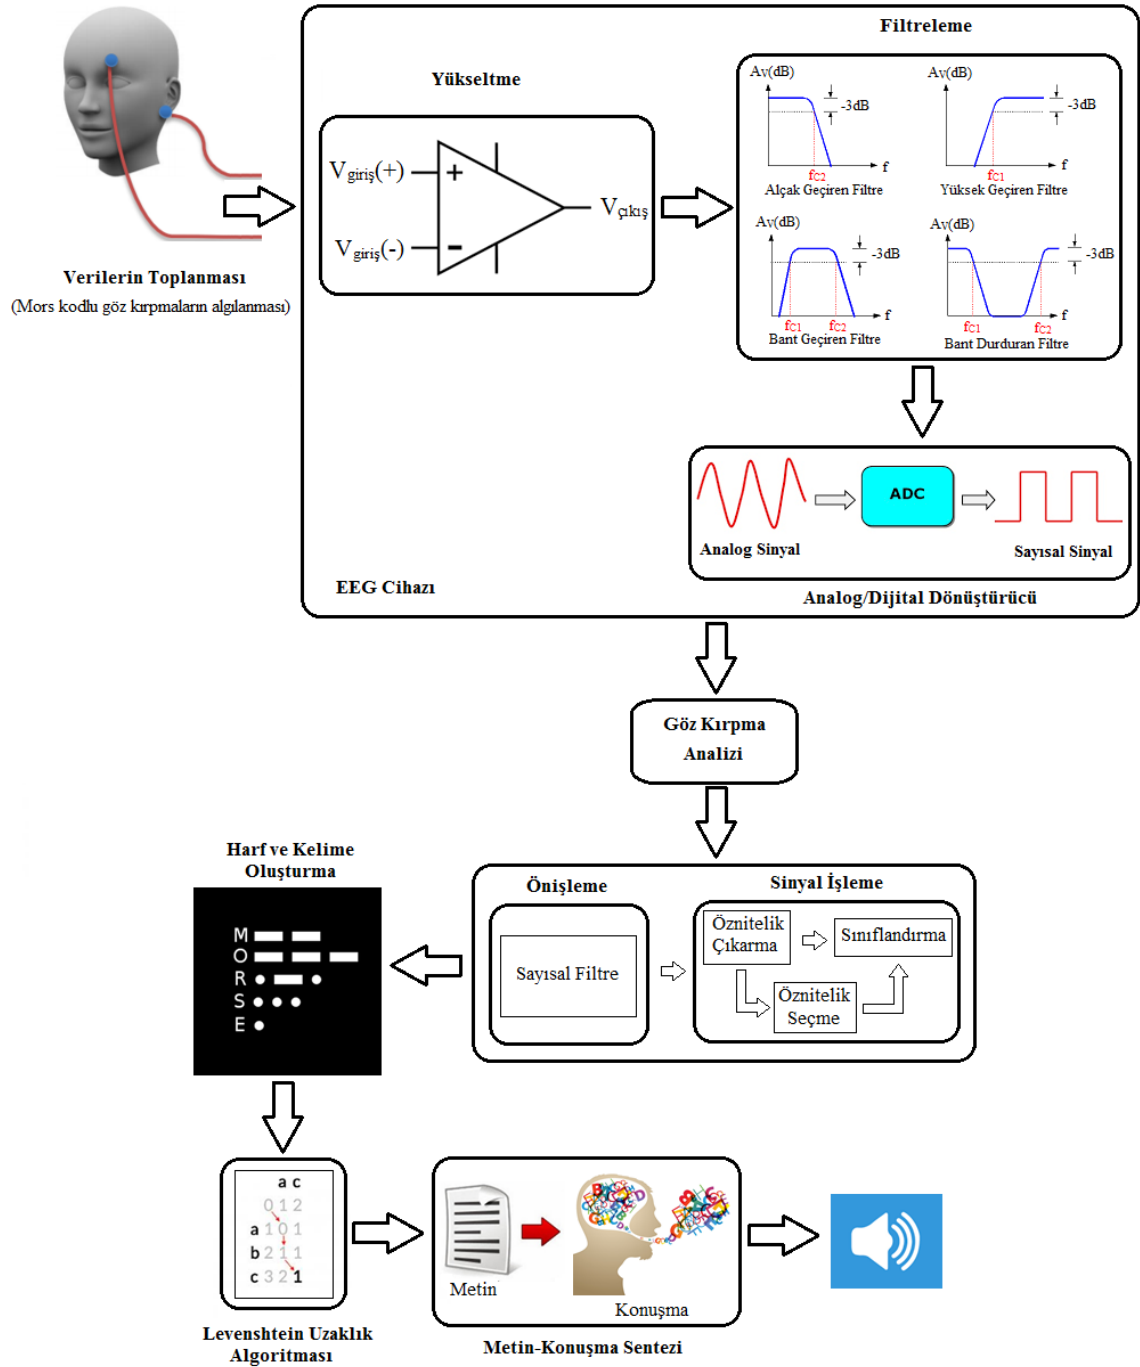 Filtreleme
Yükseltme
Av(dB)
-3dB
f
fC2
Alçak Geçiren Filtre
Av(dB)
-3dB
f
fC1
Yüksek Geçiren Filtre
Vgiriş(+)
+
Vçıkış
Vgiriş(-)
-
Av(dB)
-3dB
f
fC1 fC2
Bant Geçiren Filtre
Av(dB)
-3dB
f
fC1 fC2
Bant Durduran Filtre
Verilerin Toplanması
(Mors kodlu göz kırpmaların algılanması)
ADC
Analog Sinyal
Sayısal Sinyal
EEG Cihazı
Analog/Dijital Dönüştürücü
Göz Kırpma
Analizi
Harf ve Kelime
Oluşturma
M
O
R
S
E
Önişleme
Sayısal Filtre
Sinyal İşleme
Öznitelik
Çıkarma
Sınıflandırma
Öznitelik
Seçme
a c
0 1 2
a 1 0 1
b 2 1 1
c 3 2 1
Levenshtein Uzaklık
Algoritması
Metin
Konuşma
Metin-Konuşma Sentezi